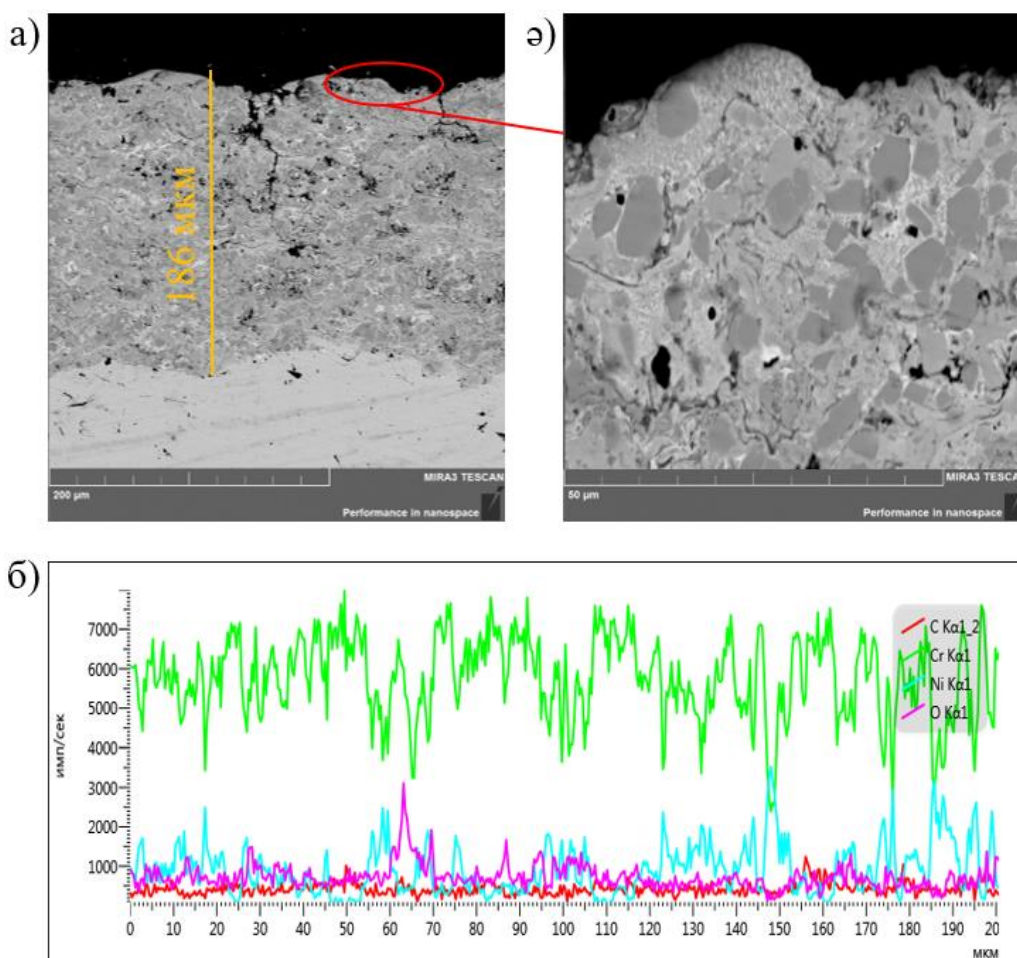 а)
186 мкм
200 µm
MIRA3 TESCAN
Performance in nanospace
ә)
50 µm
MIRA3 TESCAN
Performance in nanospace
б)
имп/сек
7000
6000
5000
4000
3000
2000
1000
0 10 20 30 40 50 60 70 80 90 100 110 120 130 140 150 160 170 180 190 20
мкм
C Kα1_2
Cr Kα1
Ni Kα1
O Kα1